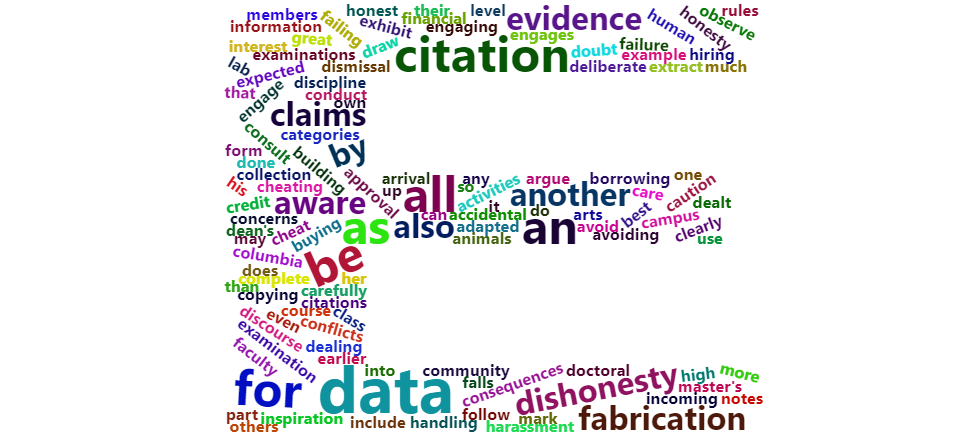 members honest their level evidence human honesty observe rules
information failing exhibit financial engaging
interest great draw citation engages doubt failure example hiring
lab examinations dismissal deliberate extract much
expected discipline
that engage conduct
own
claims
categories
consult by
form building
done
collection approval arrival any argue borrowing one
his cheating up all so activities another care caution
credit aware can accidental it do arts best campus dealt
concerns as also adapted an avoid clearly
dean's may cheat buying animals avoiding use
columbia be
does complete her
than copying carefully
citations
discourse even course class
conflicts
examination dealing
faculty earlier
for data into community consequences doctoral dishonesty high more
falls master's
incoming notes
part inspiration include handling follow mark fabrication
others harassment